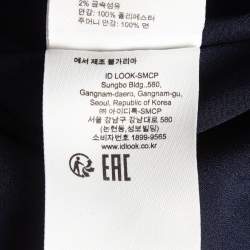 2% 금속섬유
안감: 100% 폴리에스터
주머니 안감: 100% 면
에서 제조 불가리아
ID LOOK-SMCP
Sungbo Bldg.,580,
Gangnam-daero, Gangnam-gu,
Seoul, Republic of Korea
㈜ 아이디룩-SMCP
서울 강남구 강남대로 580
(논현동,성보빌딩)
소비자번호 1899-9565
www.idlook.co.kr
EAC